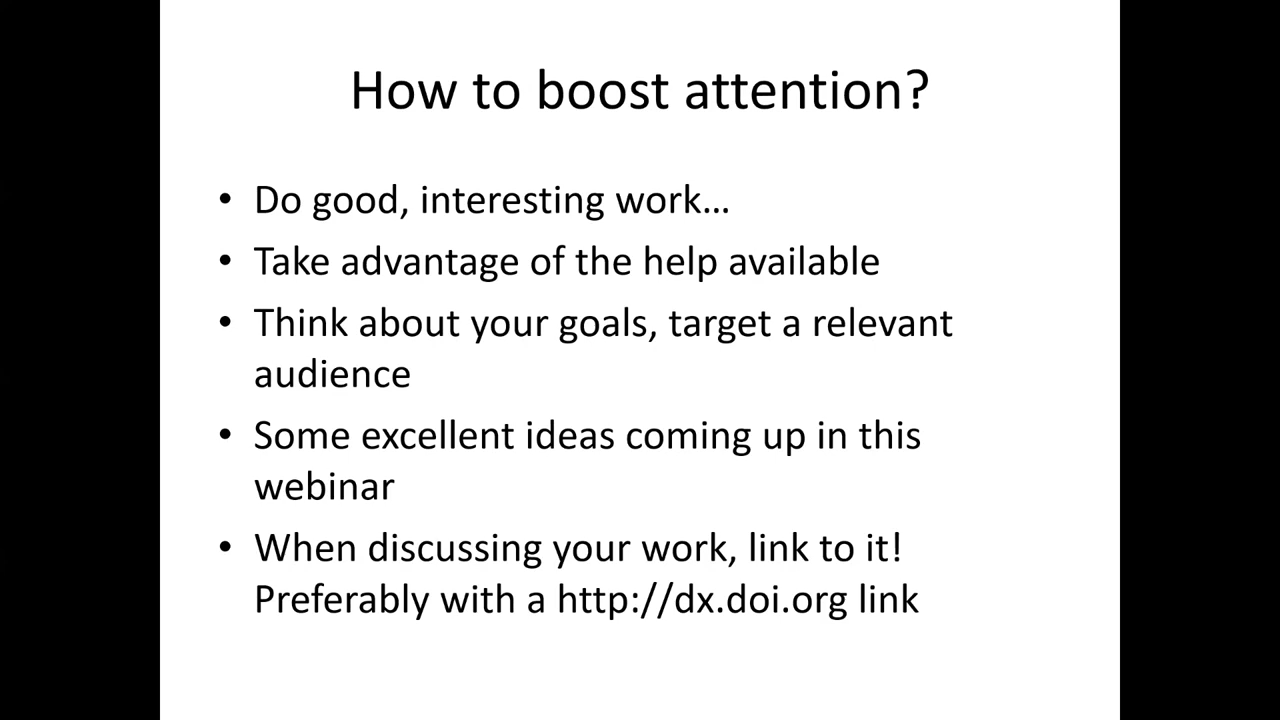 How to boost attention?
• Do good, interesting work…
• Take advantage of the help available
• Think about your goals, target a relevant
audience
• Some excellent ideas coming up in this
webinar
• When discussing your work, link to it!
Preferably with a http://dx.doi.org link